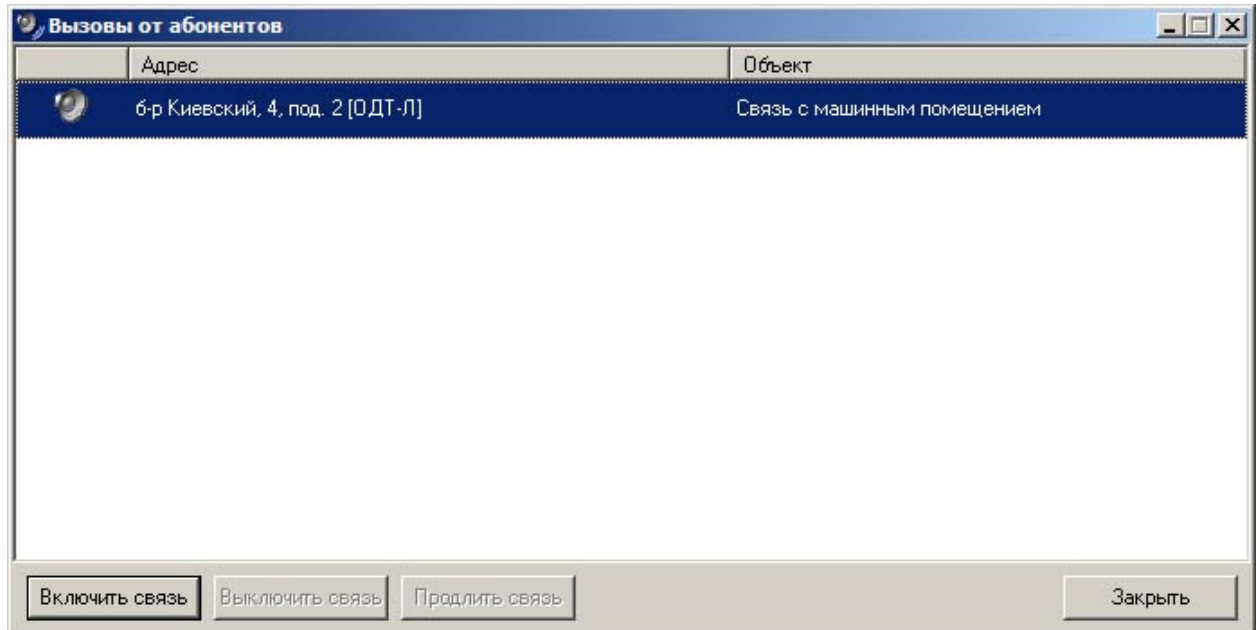 Вызовы от абонентов
Адрес Объект
б-р Киевский, 4, под. 2 [ОДТ-Л] Связь с машинным помещением
Включить связь Выключить связь Продлить связь Закрыть